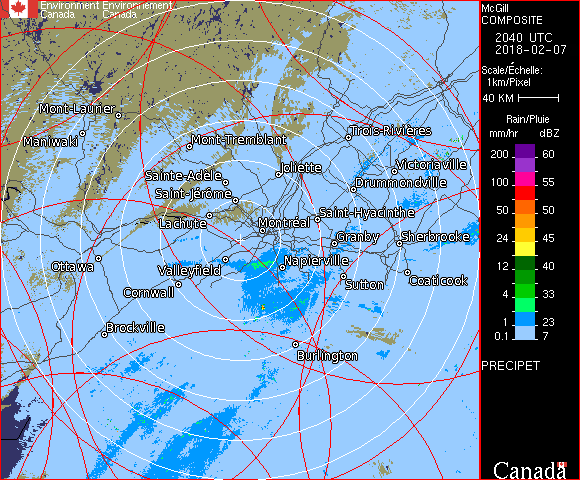 Environment Environnement
Canada Canada
McGill
COMPOSITE
2040 UTC
2018-02-07
Scale/Échelle:
1km/Pixel
40 KM
Rain/Pluie
mm/hr dBZ
200 60
100 55
50 50
24 45
12 40
4 33
1 23
0.1 7
PRECIPET
Canada
Mont-Laurier
Maniwaki
Mont-Tremblant
Trois-Rivières
Joliette
Victoriaville
Sainte-Adèle
Drummondville
Saint-Jérôme
Lachute
Saint-Hyacinthe
Montréal
Granby
Sherbrooke
Ottawa
Valleyfield
Napierville
Cornwall
Sutton
Coaticook
Brockville
Burlington